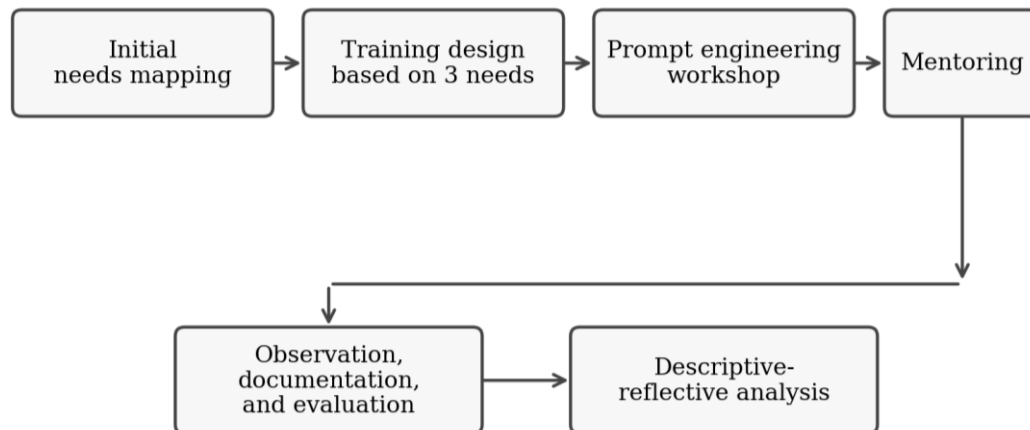 Initial
needs mapping
Training design
based on 3 needs
Prompt engineering
workshop
Mentoring
Observation,
documentation,
and evaluation
Descriptive-
reflective analysis